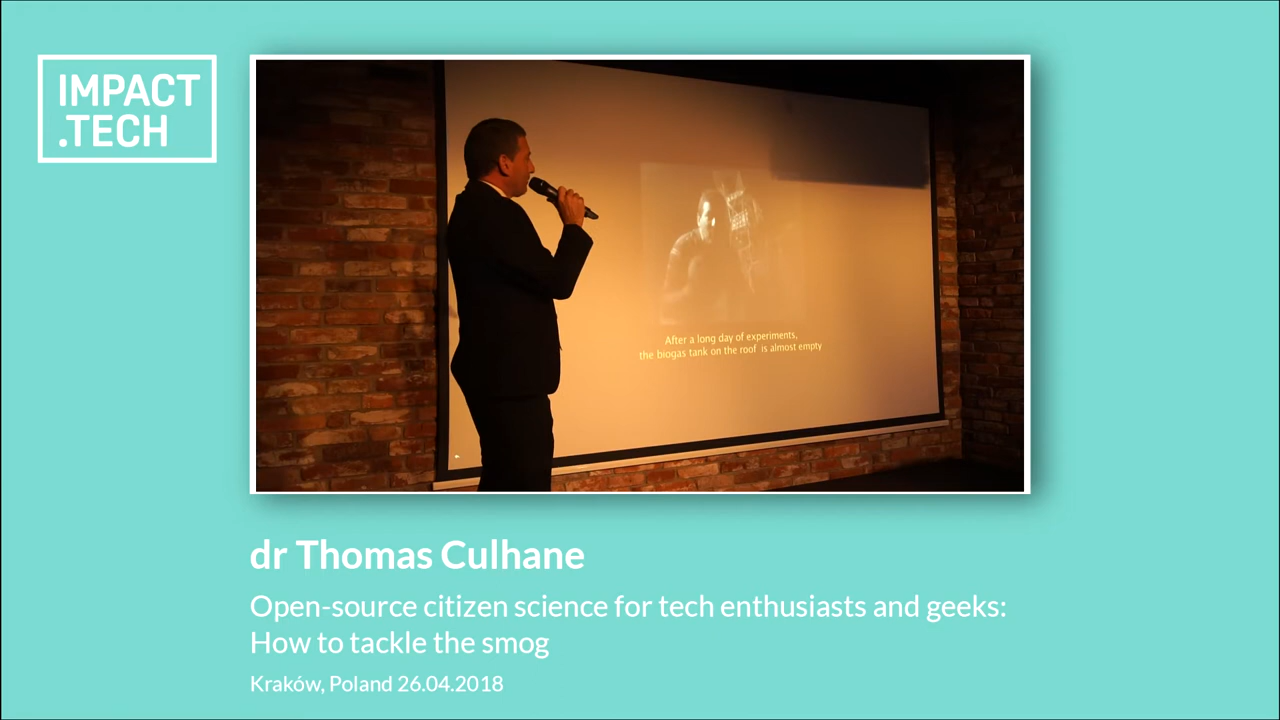 IMPACT
.TECH
After a long day of experiments,
the biogas tank on the roof is almost empty
dr Thomas Culhane
Open-source citizen science for tech enthusiasts and geeks:
How to tackle the smog
Kraków, Poland 26.04.2018